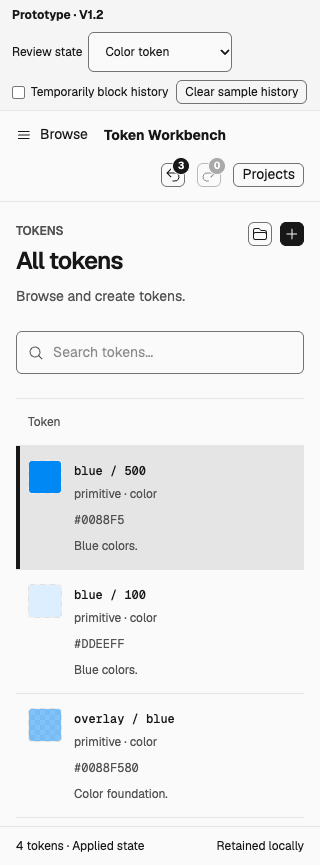 Prototype · V1.2
Review state Color token
Temporarily block history Clear sample history
Browse Token Workbench
3 0 Projects
TOKENS
All tokens
Browse and create tokens.
Search tokens...
Token
blue / 500
primitive · color
#0088F5
Blue colors.
blue / 100
primitive · color
#DDEEFF
Blue colors.
overlay / blue
primitive · color
#0088F580
Color foundation.
4 tokens · Applied state Retained locally